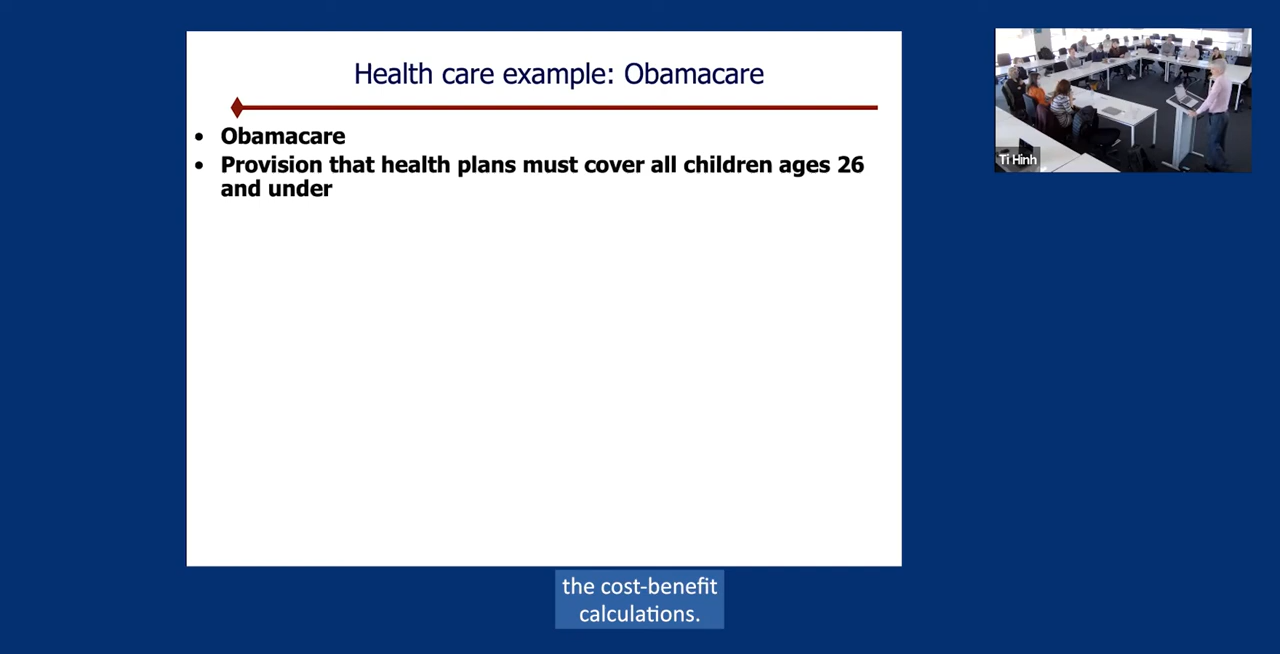 Health care example: Obamacare
• Obamacare
• Provision that health plans must cover all children ages 26
and under
Ti Hinh
the cost-benefit
calculations.